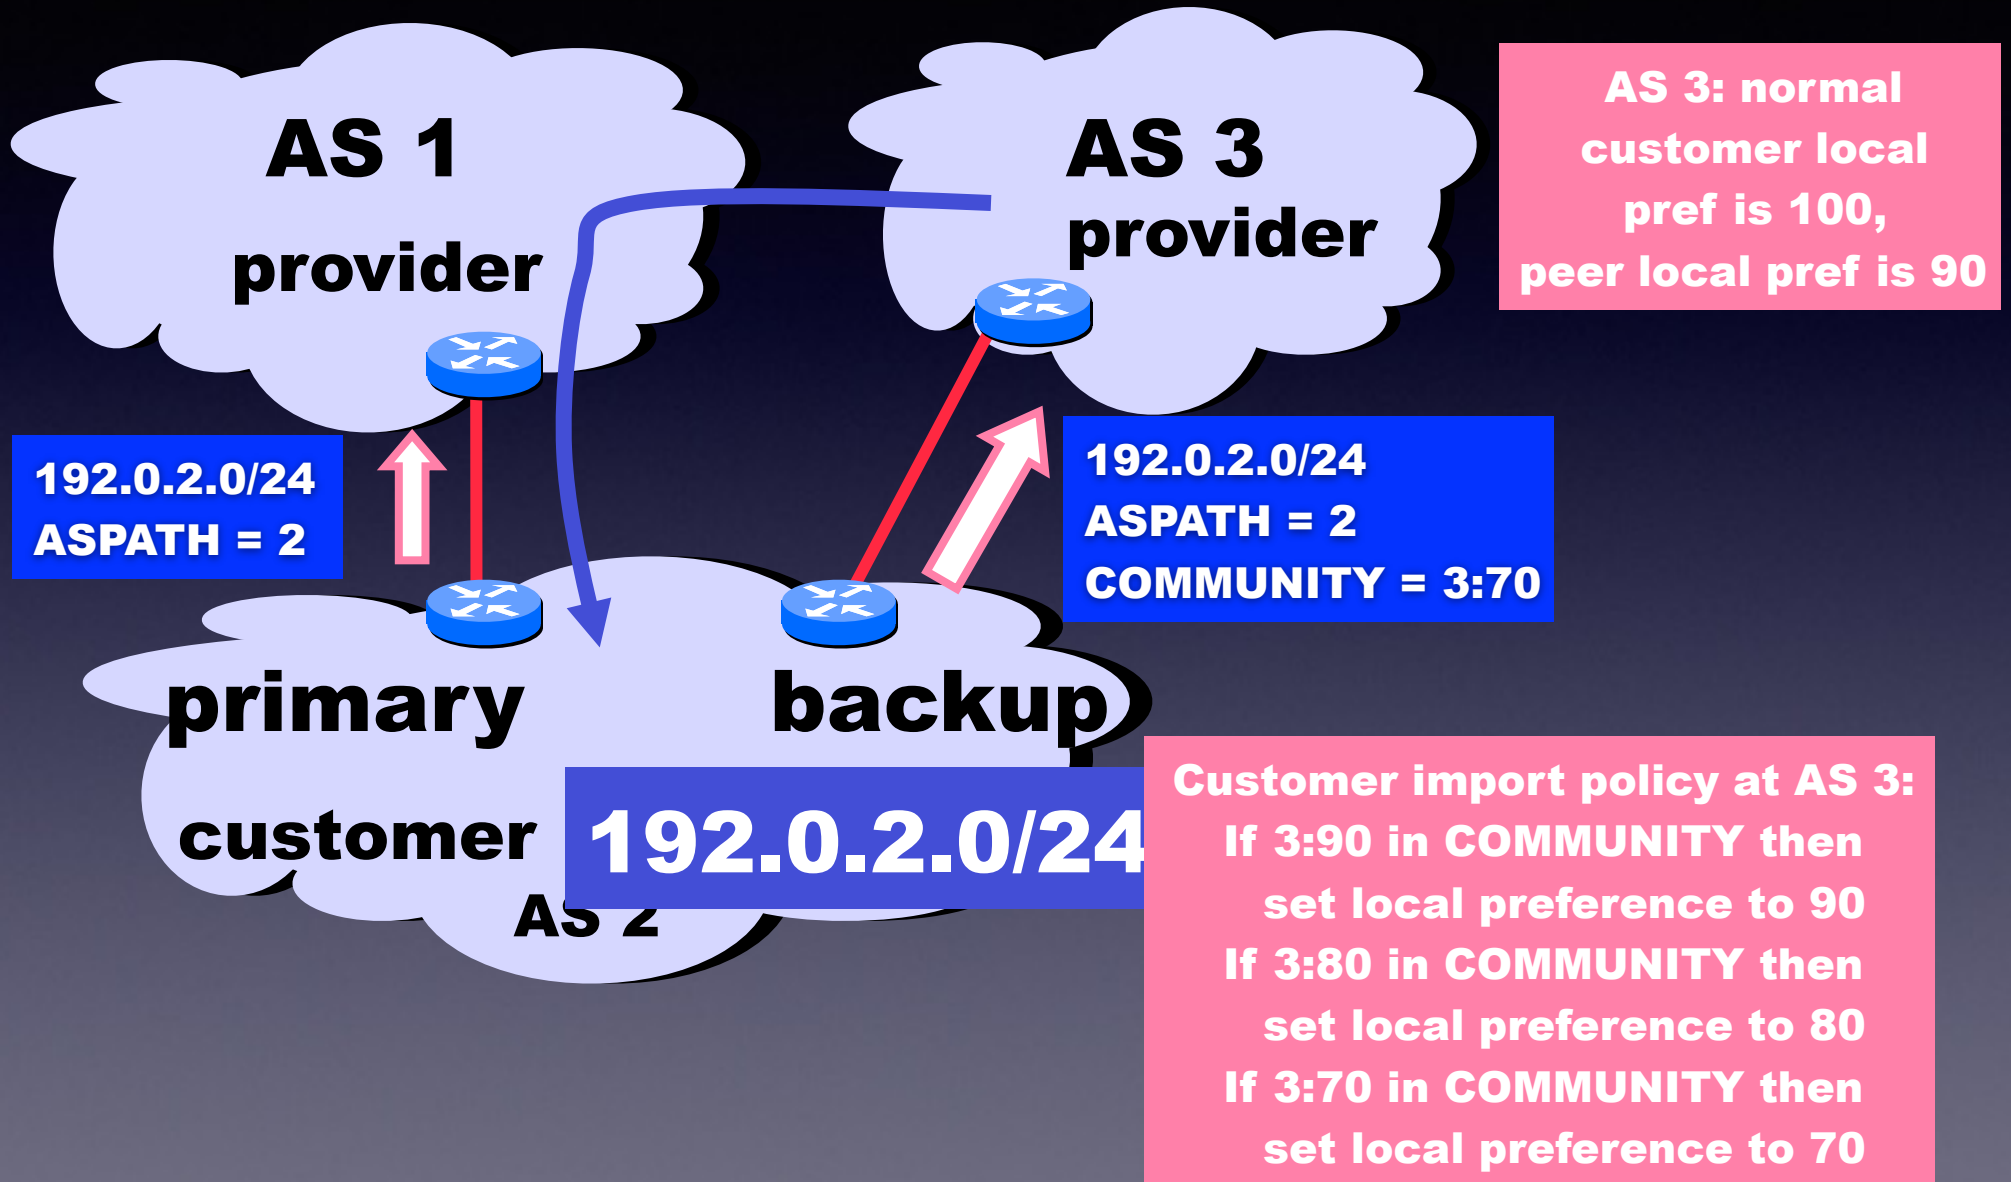 AS 1
provider
AS 3
provider
AS 3: normal
customer local
pref is 100,
peer local pref is 90
192.0.2.0/24
ASPATH = 2
192.0.2.0/24
ASPATH = 2
COMMUNITY = 3:70
primary
backup
customer
192.0.2.0/24
AS 2
Customer import policy at AS 3:
If 3:90 in COMMUNITY then
set local preference to 90
If 3:80 in COMMUNITY then
set local preference to 80
If 3:70 in COMMUNITY then
set local preference to 70